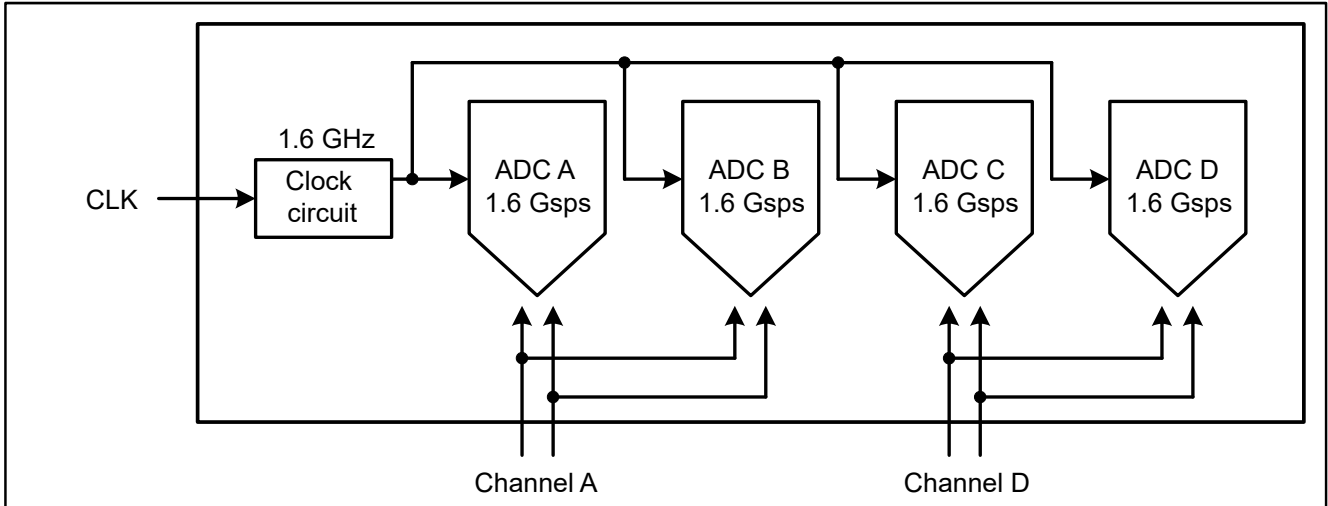 1.6 GHz
CLK
Clock
circuit
ADC A
1.6 Gsps
ADC B
1.6 Gsps
ADC C
1.6 Gsps
ADC D
1.6 Gsps
Channel A
Channel D